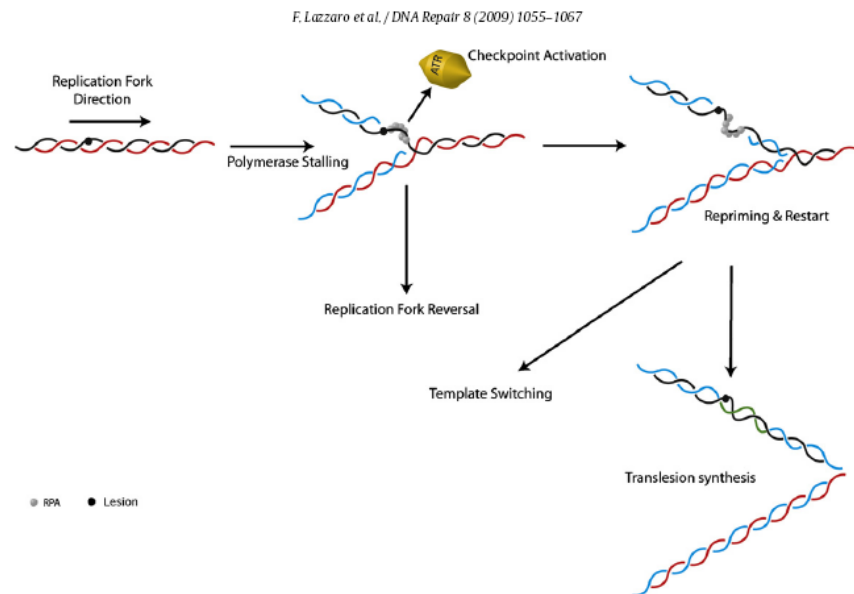 F. Lazzaro et al. / DNA Repair 8 (2009) 1055–1067
Replication Fork
Direction
Polymerase Stalling
ATR
Checkpoint Activation
Repriming & Restart
Replication Fork Reversal
Template Switching
Translesion synthesis
RPA
Lesion